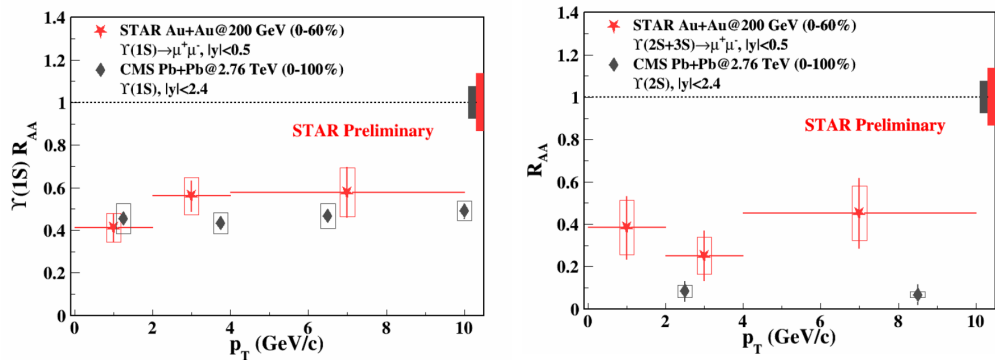 1.4
1.2
1
0.8
0.6
0.4
0.2
0
ϒ(1S) R_AA
STAR Au+Au@200 GeV (0-60%)
ϒ(1S)→μ⁺μ⁻, |y|<0.5
CMS Pb+Pb@2.76 TeV (0-100%)
ϒ(1S), |y|<2.4
STAR Preliminary
0 2 4 6 8 10
p_T (GeV/c)
1.4
1.2
1
0.8
0.6
0.4
0.2
0
R_AA
STAR Au+Au@200 GeV (0-60%)
ϒ(2S+3S)→μ⁺μ⁻, |y|<0.5
CMS Pb+Pb@2.76 TeV (0-100%)
ϒ(2S), |y|<2.4
STAR Preliminary
0 2 4 6 8 10
p_T (GeV/c)